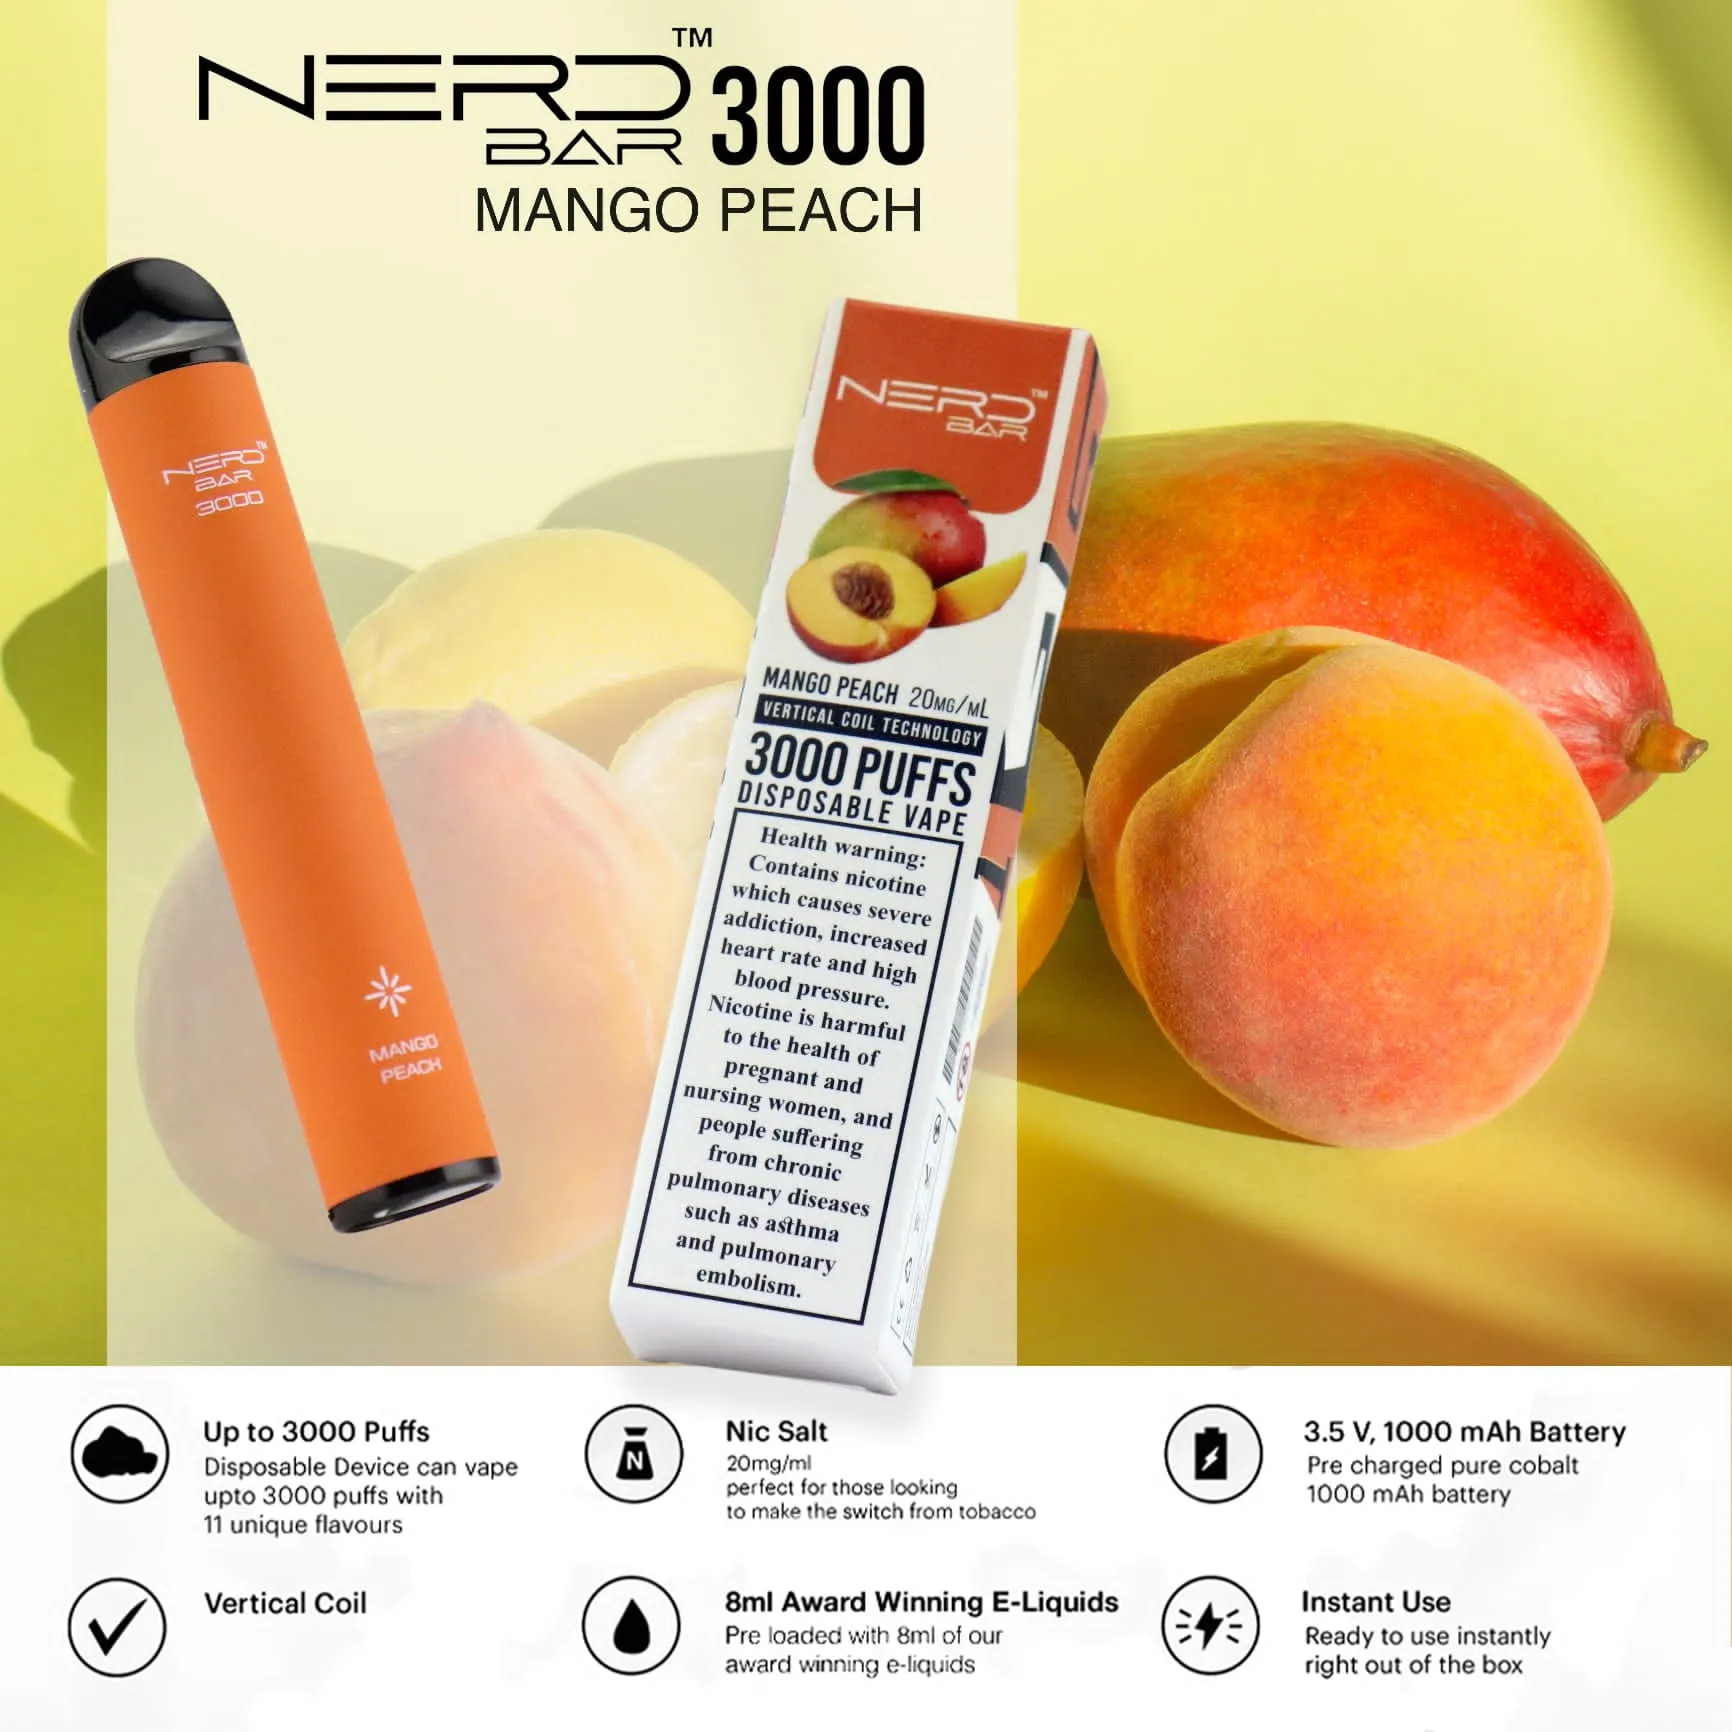 NERD™ 3000
BAR
MANGO PEACH
NERD™
BAR
3000
MANGO
PEACH
NERD™
BAR
MANGO PEACH 20MG/ML
VERTICAL COIL TECHNOLOGY
3000 PUFFS
DISPOSABLE VAPE
Health warning:
Contains nicotine
which causes severe
addiction, increased
heart rate and high
blood pressure.
Nicotine is harmful
to the health of
pregnant and
nursing women, and
people suffering
from chronic
pulmonary diseases
such as asthma
and pulmonary
embolism.
Up to 3000 Puffs
Disposable Device can vape
upto 3000 puffs with
11 unique flavours
N
Nic Salt
20mg/ml
perfect for those looking
to make the switch from tobacco
3.5 V, 1000 mAh Battery
Pre charged pure cobalt
1000 mAh battery
Vertical Coil
8ml Award Winning E-Liquids
Pre loaded with 8ml of our
award winning e-liquids
Instant Use
Ready to use instantly
right out of the box